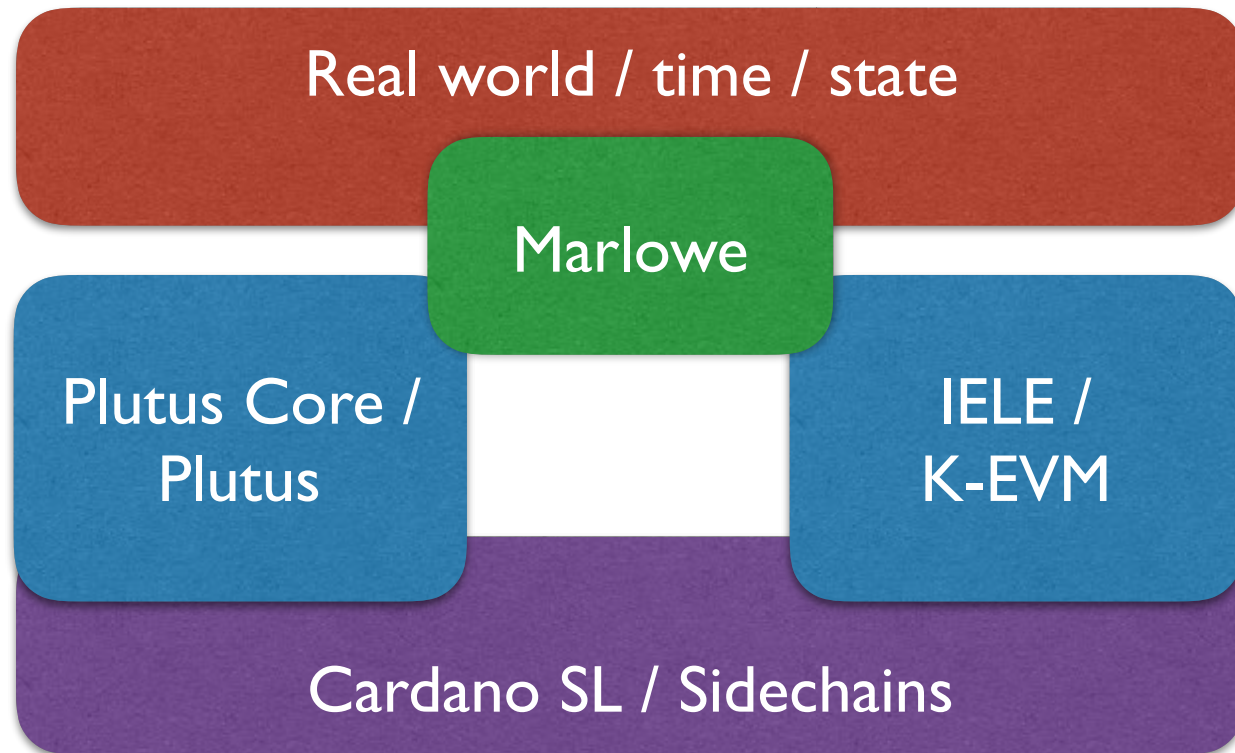 Real world / time / state
Marlowe
Plutus Core /
Plutus
IELE /
K-EVM
Cardano SL / Sidechains